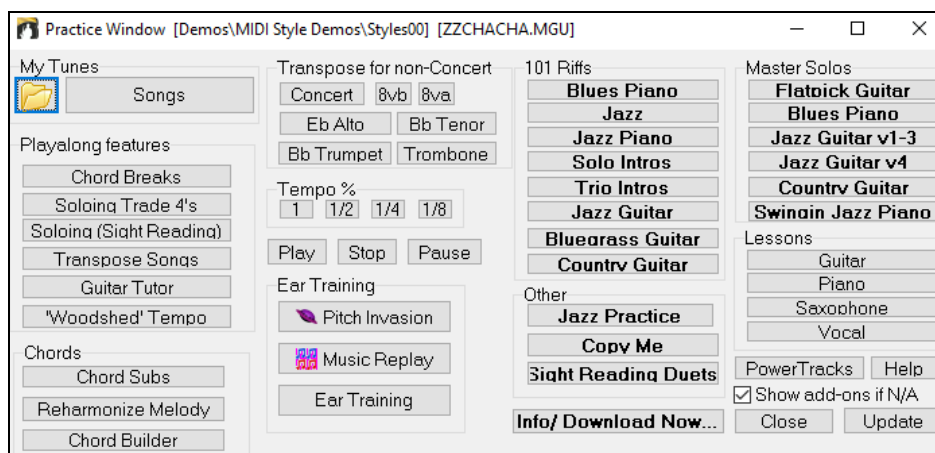 Practice Window [Demos\MIDI Style Demos\Styles00] [ZZCHACHA.MGU]
My Tunes
Songs
Playalong features
Chord Breaks
Soloing Trade 4's
Soloing (Sight Reading)
Transpose Songs
Guitar Tutor
'Woodshed' Tempo
Chords
Chord Subs
Reharmonize Melody
Chord Builder
Transpose for non-Concert
Concert 8vb 8va
Eb Alto Bb Tenor
Bb Trumpet Trombone
Tempo %
1 1/2 1/4 1/8
Play Stop Pause
Ear Training
Pitch Invasion
Music Replay
Ear Training
101 Riffs
Blues Piano
Jazz
Jazz Piano
Solo Intros
Trio Intros
Jazz Guitar
Bluegrass Guitar
Country Guitar
Other
Jazz Practice
Copy Me
Sight Reading Duets
Info/ Download Now...
Master Solos
Flatpick Guitar
Blues Piano
Jazz Guitar v1-3
Jazz Guitar v4
Country Guitar
Swingin Jazz Piano
Lessons
Guitar
Piano
Saxophone
Vocal
PowerTracks Help
Show add-ons if N/A
Close Update